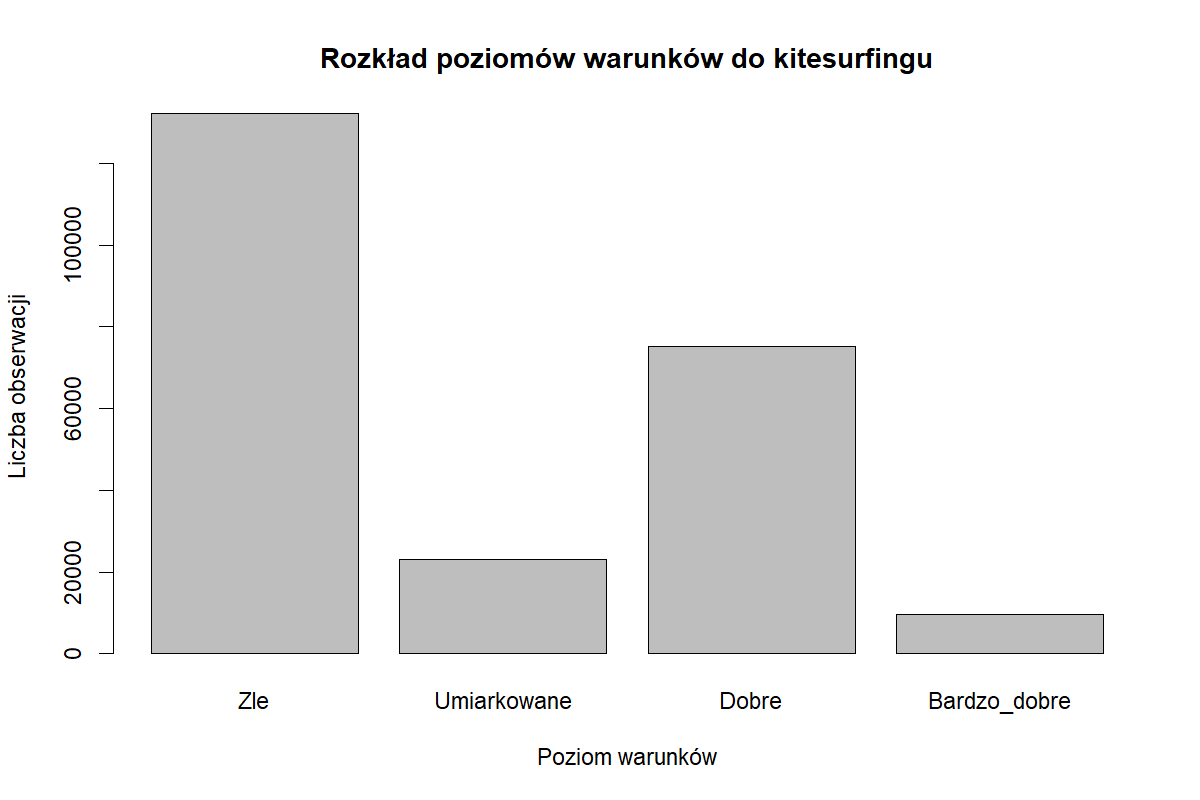 Rozkład poziomów warunków do kitesurfingu
Liczba obserwacji
100000
60000
20000
0
Zle
Umiarkowane
Dobre
Bardzo_dobre
Poziom warunków